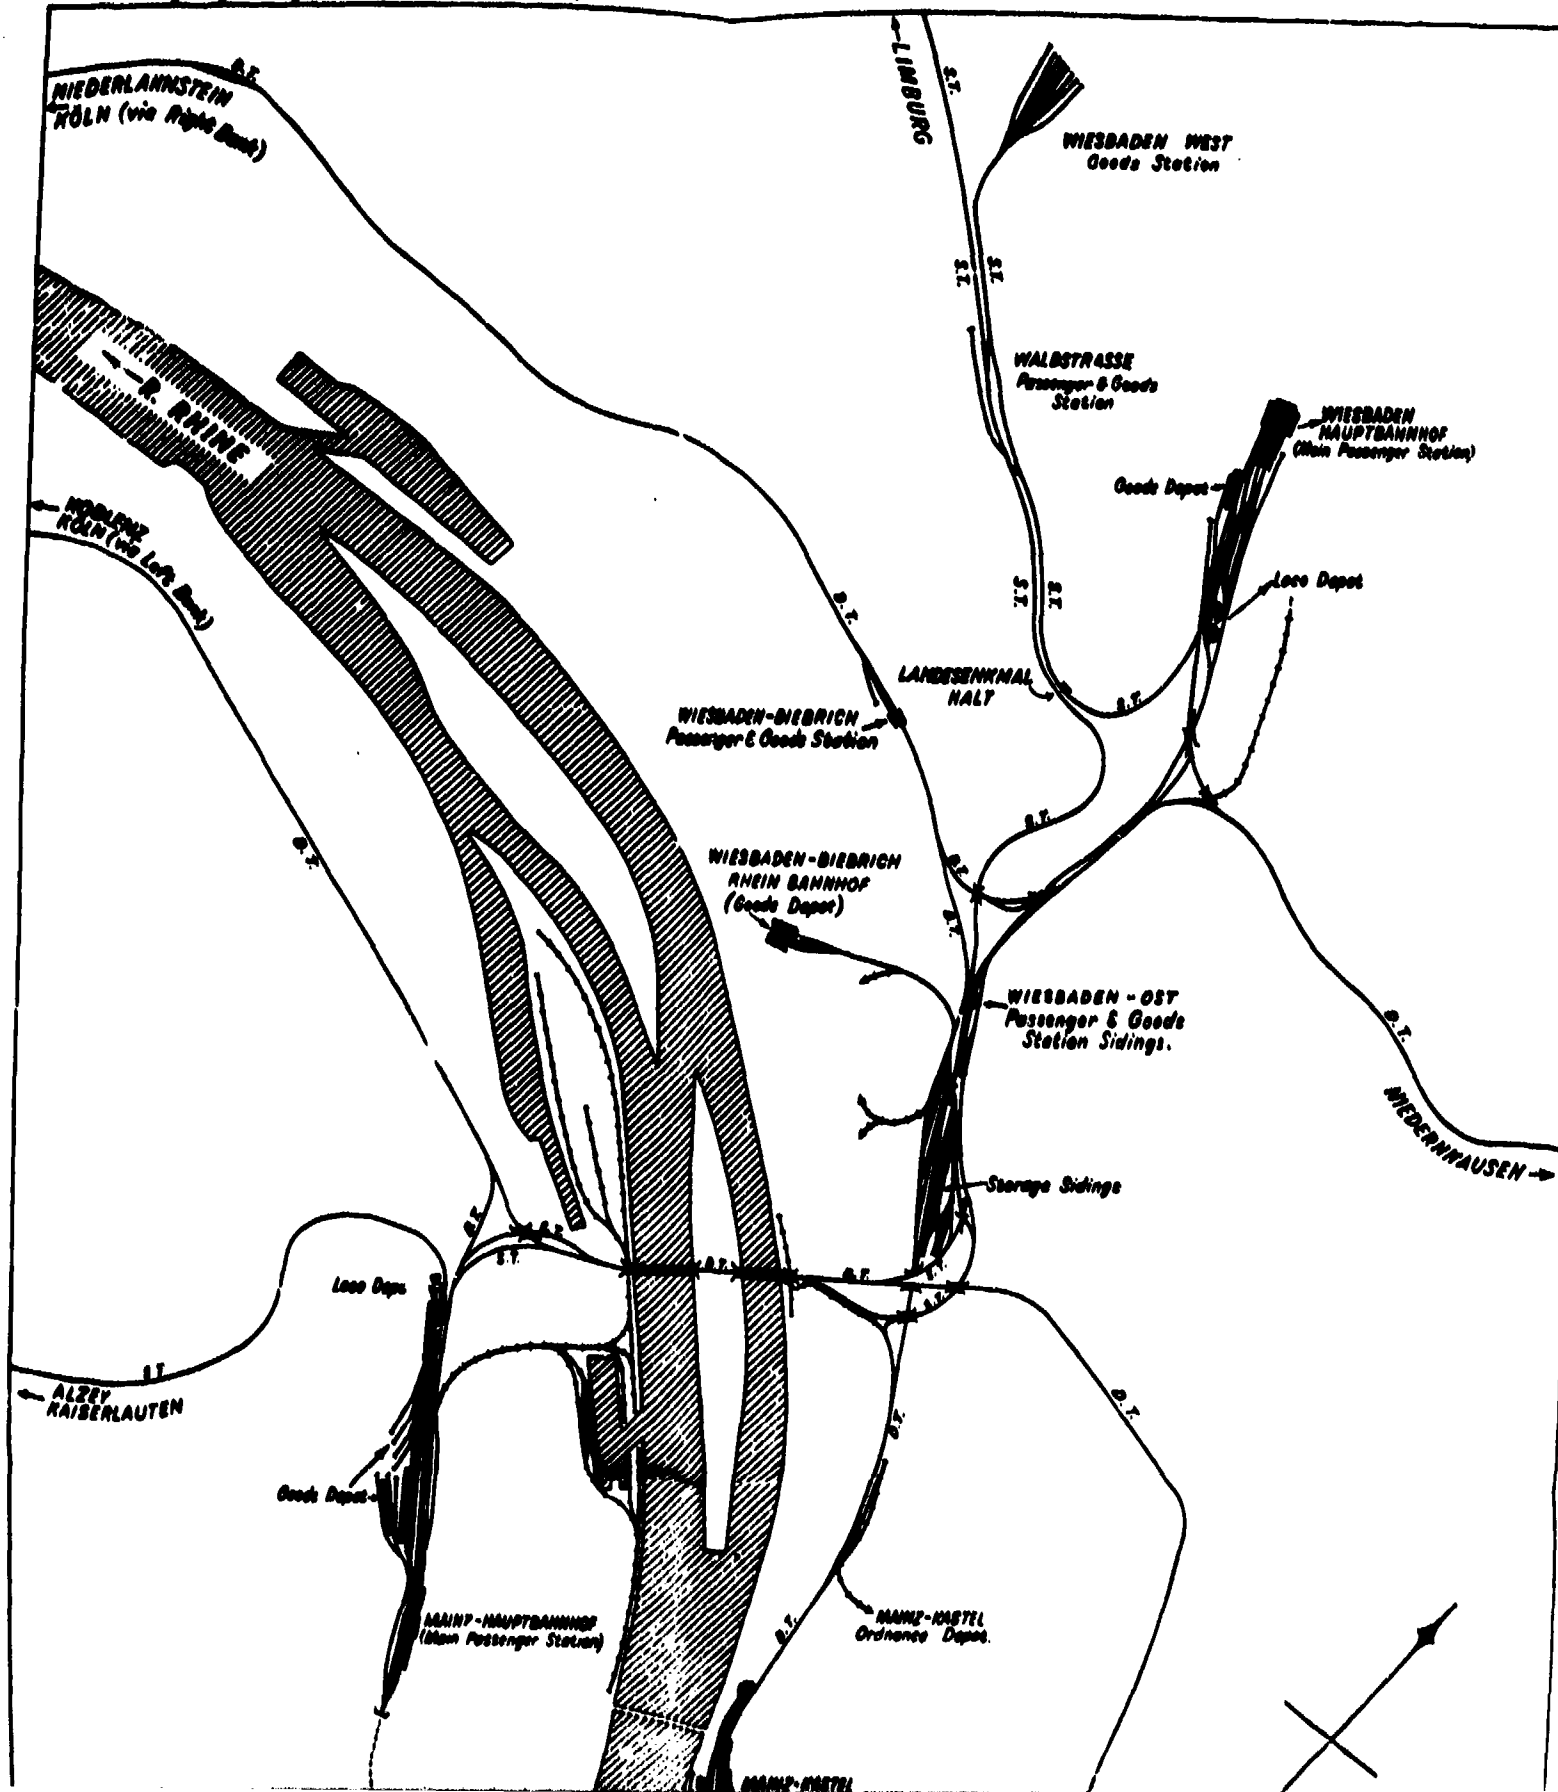 D.T.
NIEDERLAHNSTEIN
KÖLN (via Right Bank)
LIMBURG
S.T.
WIESBADEN WEST
Goods Station
S.T.
S.T.
R. RHINE
WALDSTRASSE
Passenger & Goods
Station
WIESBADEN
HAUPTBAHNHOF
(Main Passenger Station)
Goods Depot
KOBLENZ
KÖLN (via Left Bank)
Loco Depot
S.T.
S.T.
D.T.
LANDESENKMAL
HALT
D.T.
WIESBADEN-BIEBRICH
Passenger & Goods Station
D.T.
D.T.
WIESBADEN-BIEBRICH
RHEIN BAHNHOF
(Goods Depot)
D.T.
D.T.
WIESBADEN-OST
Passenger & Goods
Station Sidings.
D.T.
NIEDERNHAUSEN
Storage Sidings
D.T.
S.T.
D.T.
D.T.
Loco Depot
ALZEY
KAISERLAUTEN
D.T.
D.T.
Goods Depot
MAINZ-HAUPTBAHNHOF
(Main Passenger Station)
MAINZ-KASTEL
Ordnance Depot.
D.T.
MAINZ-KASTEL